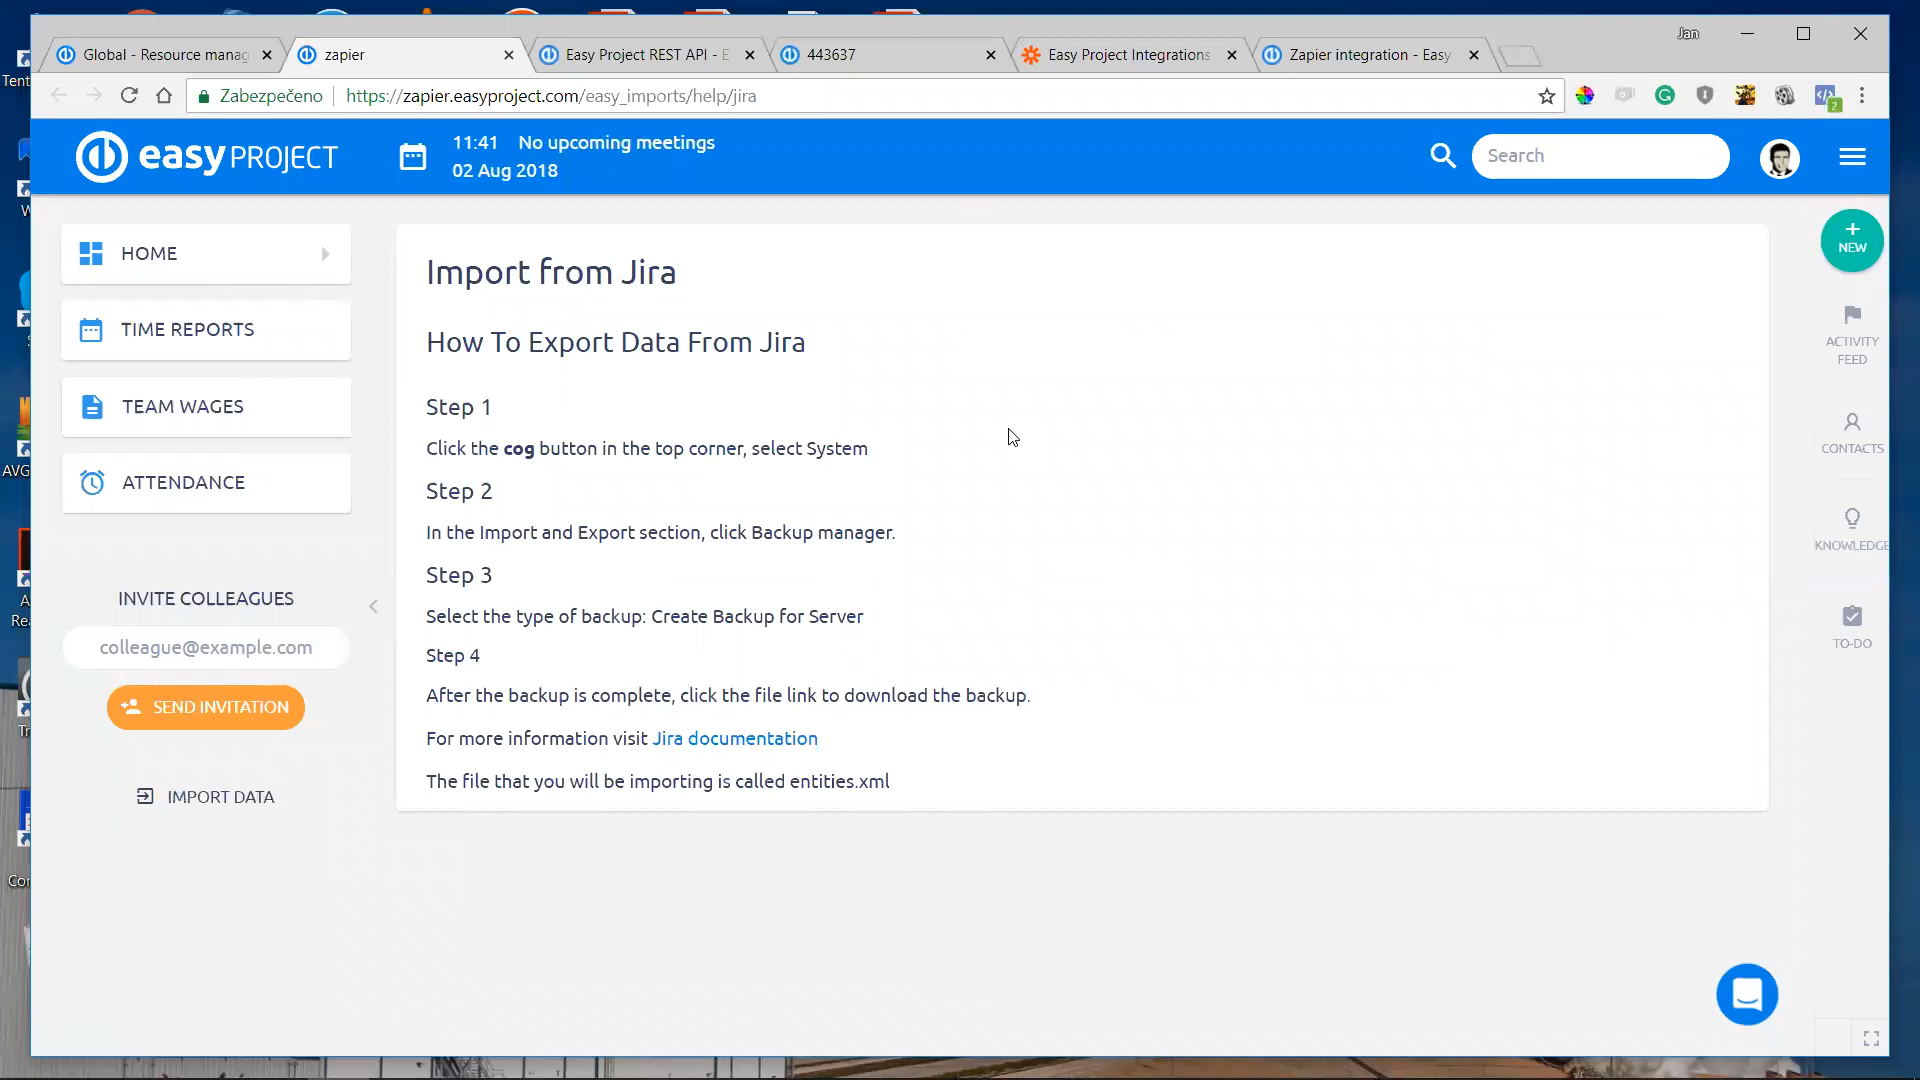 Jan
Global - Resource manag
zapier
Easy Project REST API - E
443637
Easy Project Integrations
Zapier integration - Easy
Zabezpečeno
https://zapier.easyproject.com/easy_imports/help/jira
2
easy PROJECT
11:41 No upcoming meetings
02 Aug 2018
Search
HOME
TIME REPORTS
TEAM WAGES
ATTENDANCE
INVITE COLLEAGUES
colleague@example.com
SEND INVITATION
IMPORT DATA
Import from Jira
How To Export Data From Jira
Step 1
Click the cog button in the top corner, select System
Step 2
In the Import and Export section, click Backup manager.
Step 3
Select the type of backup: Create Backup for Server
Step 4
After the backup is complete, click the file link to download the backup.
For more information visit Jira documentation
The file that you will be importing is called entities.xml
+
NEW
ACTIVITY
FEED
CONTACTS
KNOWLEDGE
TO-DO
Tent
W
AVG
A
Rea
Tr
Cor